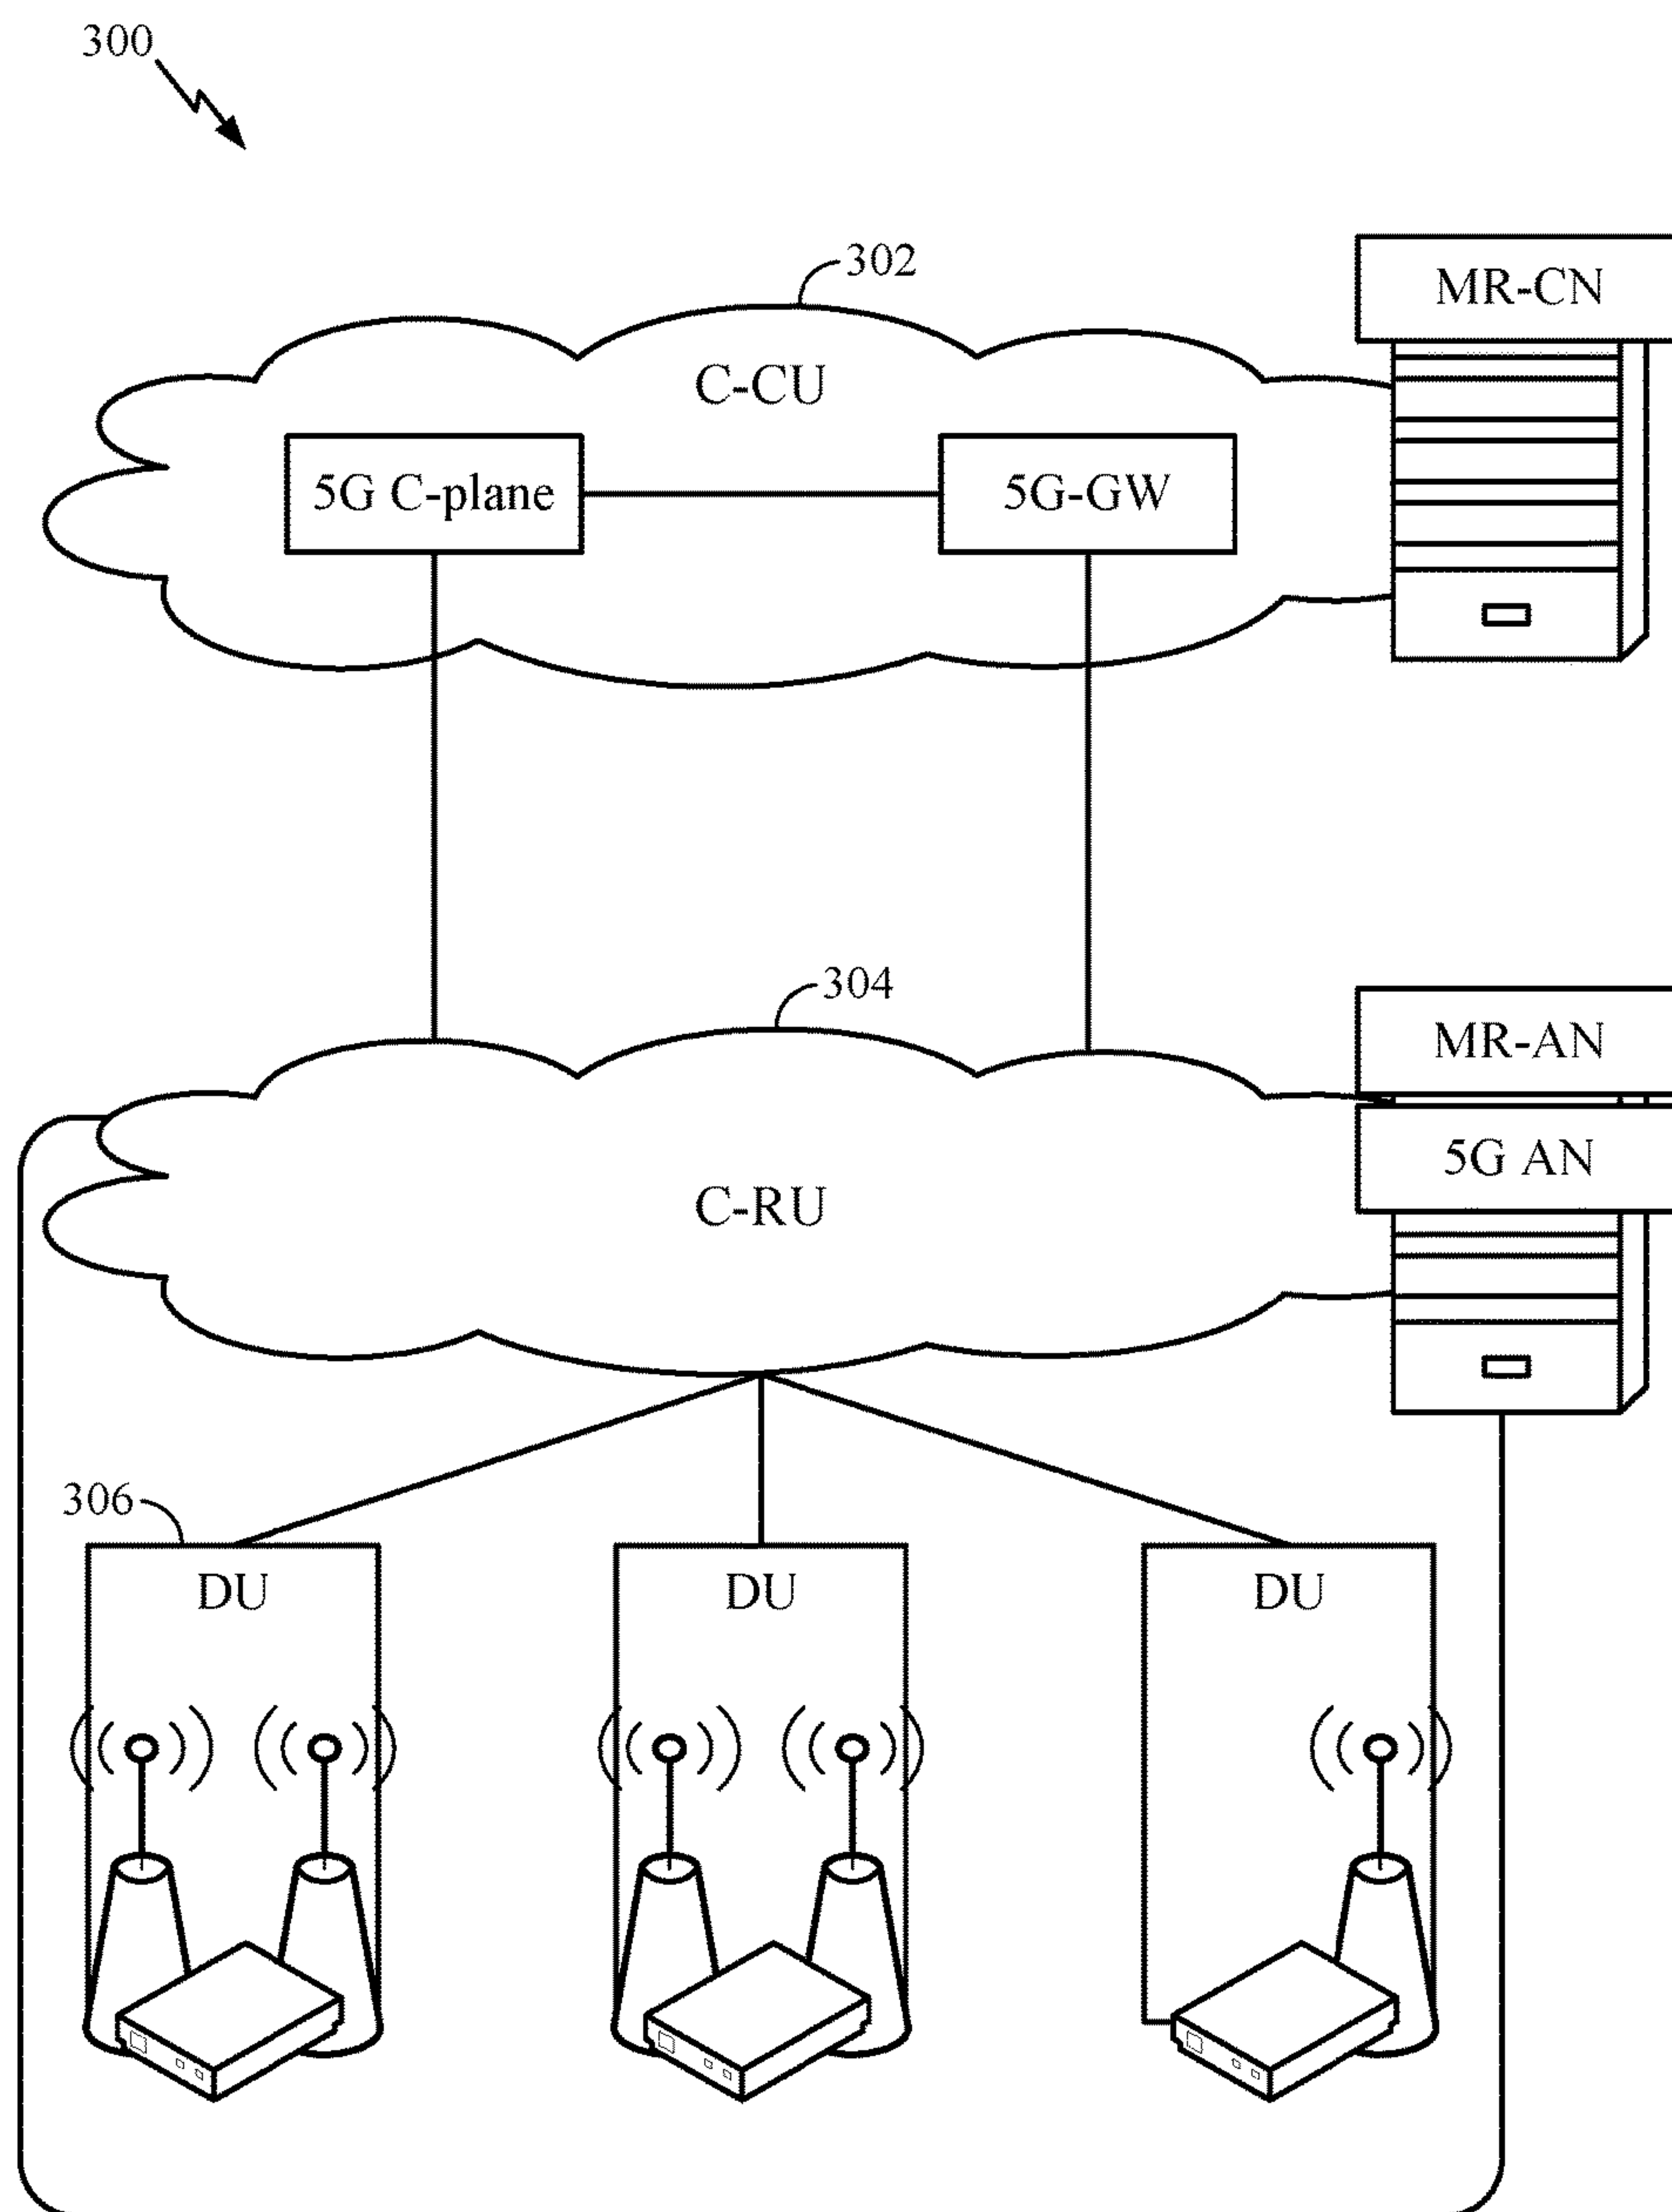 300
302
MR-CN
C-CU
5G C-plane
5G-GW
304
MR-AN
5G AN
C-RU
306
DU
DU
DU